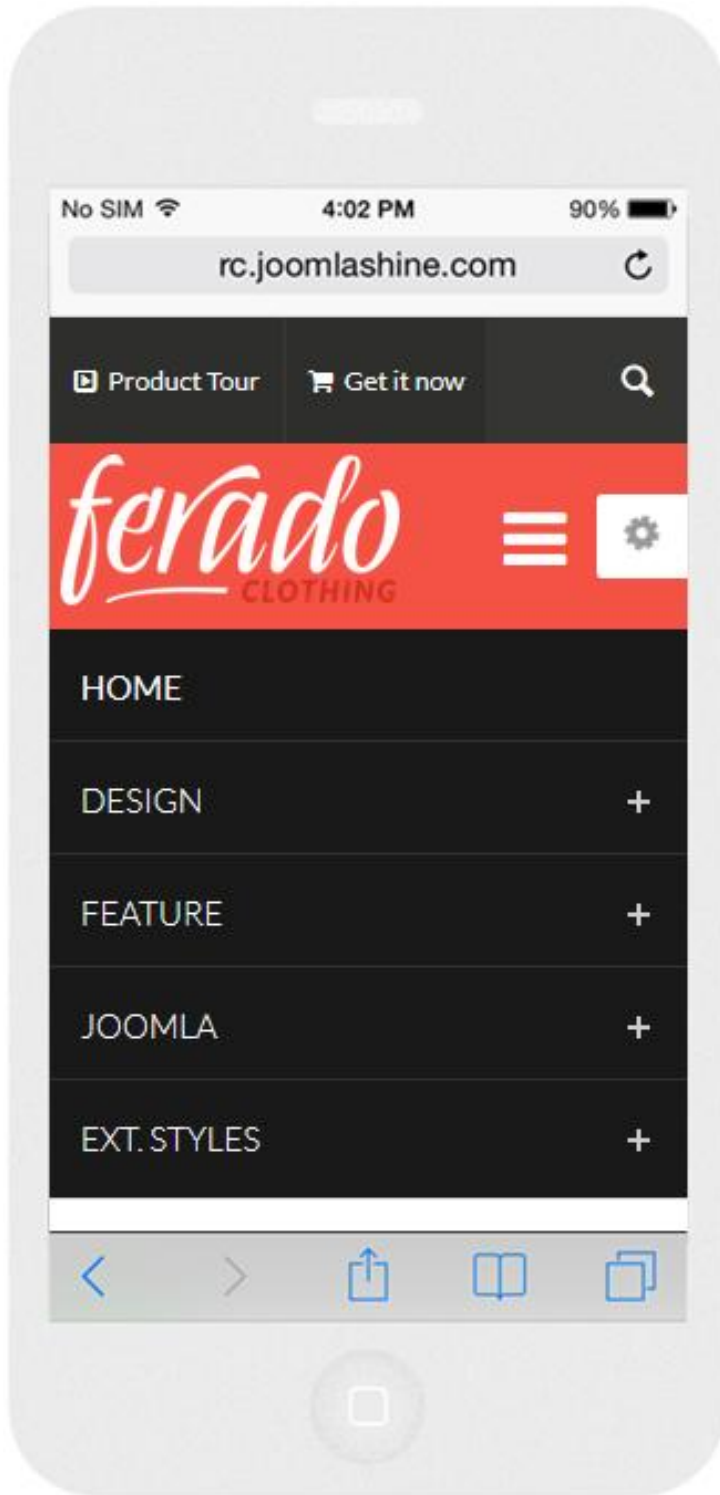 No SIM 4:02 PM 90%
rc.joomlashine.com
Product Tour Get it now
ferado
CLOTHING
HOME
DESIGN +
FEATURE +
JOOMLA +
EXT. STYLES +